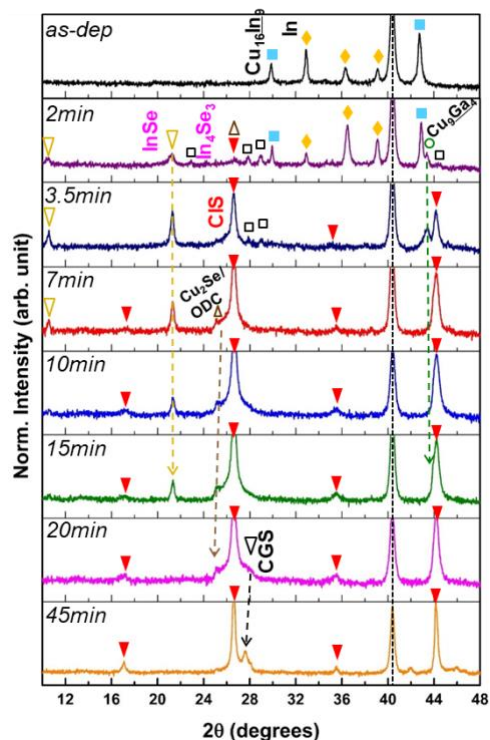 as-dep
Cu16In9
In
2min
InSe
In4Se3
Cu9Ga4
3.5min
CIS
7min
Cu2Se/
ODC
10min
15min
20min
CGS
45min
Norm. Intensity (arb. unit)
12 16 20 24 28 32 36 40 44 48
2θ (degrees)